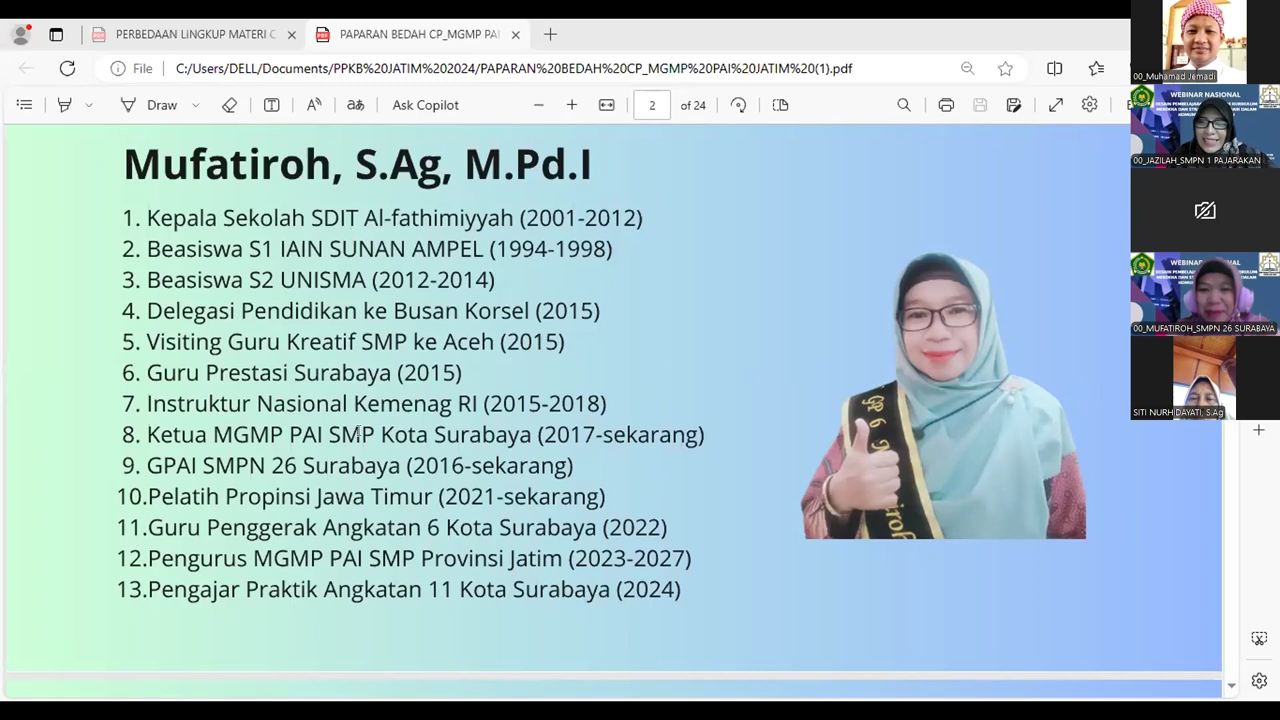 PERBEDAAN LINGKUP MATERI C
PAPARAN BEDAH CP_MGMP PAI
File
C:/Users/DELL/Documents/PPKB%20JATIM%202024/PAPARAN%20BEDAH%20CP_MGMP%20PAI%20JATIM%20(1).pdf
Draw
Ask Copilot
2
of 24
Mufatiroh, S.Ag, M.Pd.I
1. Kepala Sekolah SDIT Al-fathimiyyah (2001-2012)
2. Beasiswa S1 IAIN SUNAN AMPEL (1994-1998)
3. Beasiswa S2 UNISMA (2012-2014)
4. Delegasi Pendidikan ke Busan Korsel (2015)
5. Visiting Guru Kreatif SMP ke Aceh (2015)
6. Guru Prestasi Surabaya (2015)
7. Instruktur Nasional Kemenag RI (2015-2018)
8. Ketua MGMP PAI SMP Kota Surabaya (2017-sekarang)
9. GPAI SMPN 26 Surabaya (2016-sekarang)
10.Pelatih Propinsi Jawa Timur (2021-sekarang)
11.Guru Penggerak Angkatan 6 Kota Surabaya (2022)
12.Pengurus MGMP PAI SMP Provinsi Jatim (2023-2027)
13.Pengajar Praktik Angkatan 11 Kota Surabaya (2024)
00_Muhamad Jemadi
WEBINAR NASIONAL
00_JAZILAH_SMPN 1 PAJARAKAN
00_MUFATIROH_SMPN 26 SURABAYA
SITI NURHIDAYATI, S.Ag